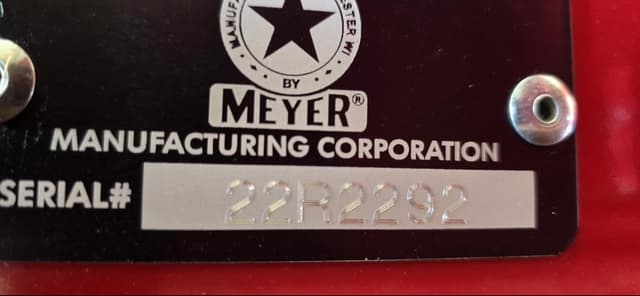 BY
MEYER®
MANUFACTURING CORPORATION
SERIAL# 22R2292